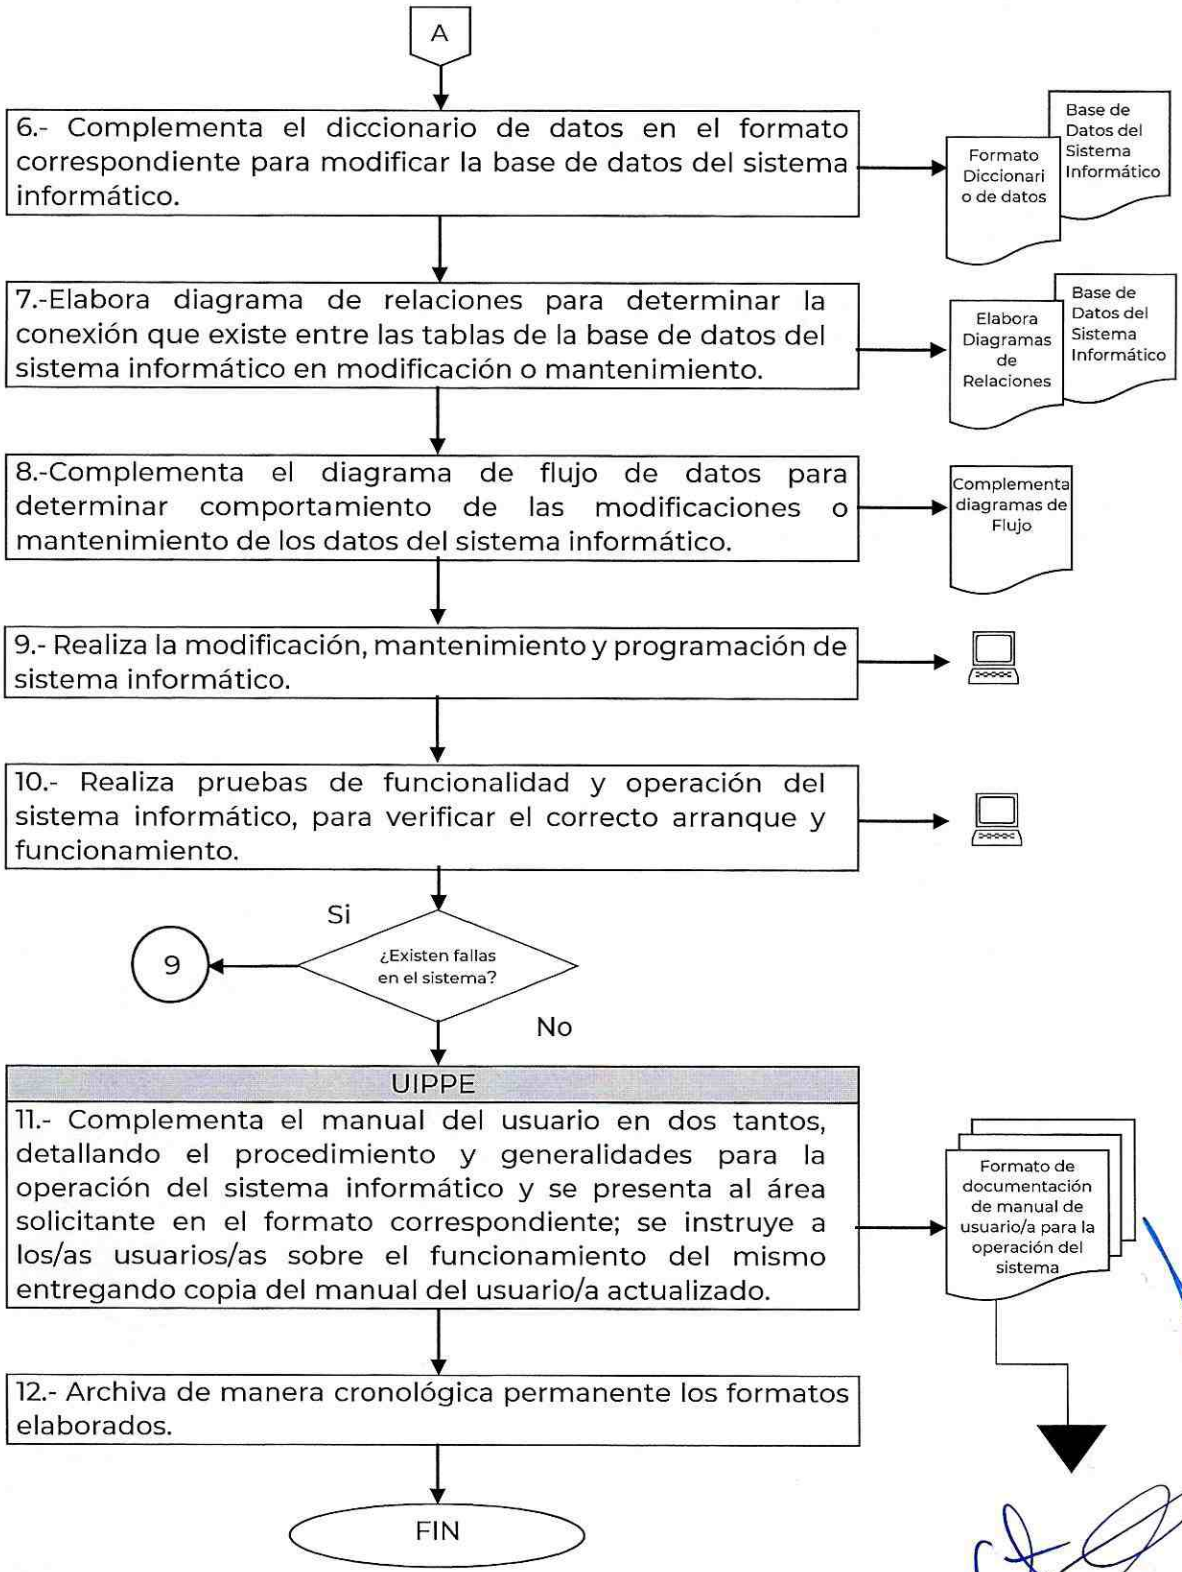 A
6.- Complementa el diccionario de datos en el formato
correspondiente para modificar la base de datos del sistema
informático.
Formato
Diccionari
o de datos
Base de
Datos del
Sistema
Informático
7.-Elabora diagrama de relaciones para determinar la
conexión que existe entre las tablas de la base de datos del
sistema informático en modificación o mantenimiento.
Elabora
Diagramas
de
Relaciones
Base de
Datos del
Sistema
Informático
8.-Complementa el diagrama de flujo de datos para
determinar comportamiento de las modificaciones o
mantenimiento de los datos del sistema informático.
Complementa
diagramas de
Flujo
9.- Realiza la modificación, mantenimiento y programación de
sistema informático.
10.- Realiza pruebas de funcionalidad y operación del
sistema informático, para verificar el correcto arranque y
funcionamiento.
Si
9
¿Existen fallas
en el sistema?
No
UIPPE
11.- Complementa el manual del usuario en dos tantos,
detallando el procedimiento y generalidades para la
operación del sistema informático y se presenta al área
solicitante en el formato correspondiente; se instruye a
los/as usuarios/as sobre el funcionamiento del mismo
entregando copia del manual del usuario/a actualizado.
Formato de
documentación
de manual de
usuario/a para la
operación del
sistema
12.- Archiva de manera cronológica permanente los formatos
elaborados.
FIN